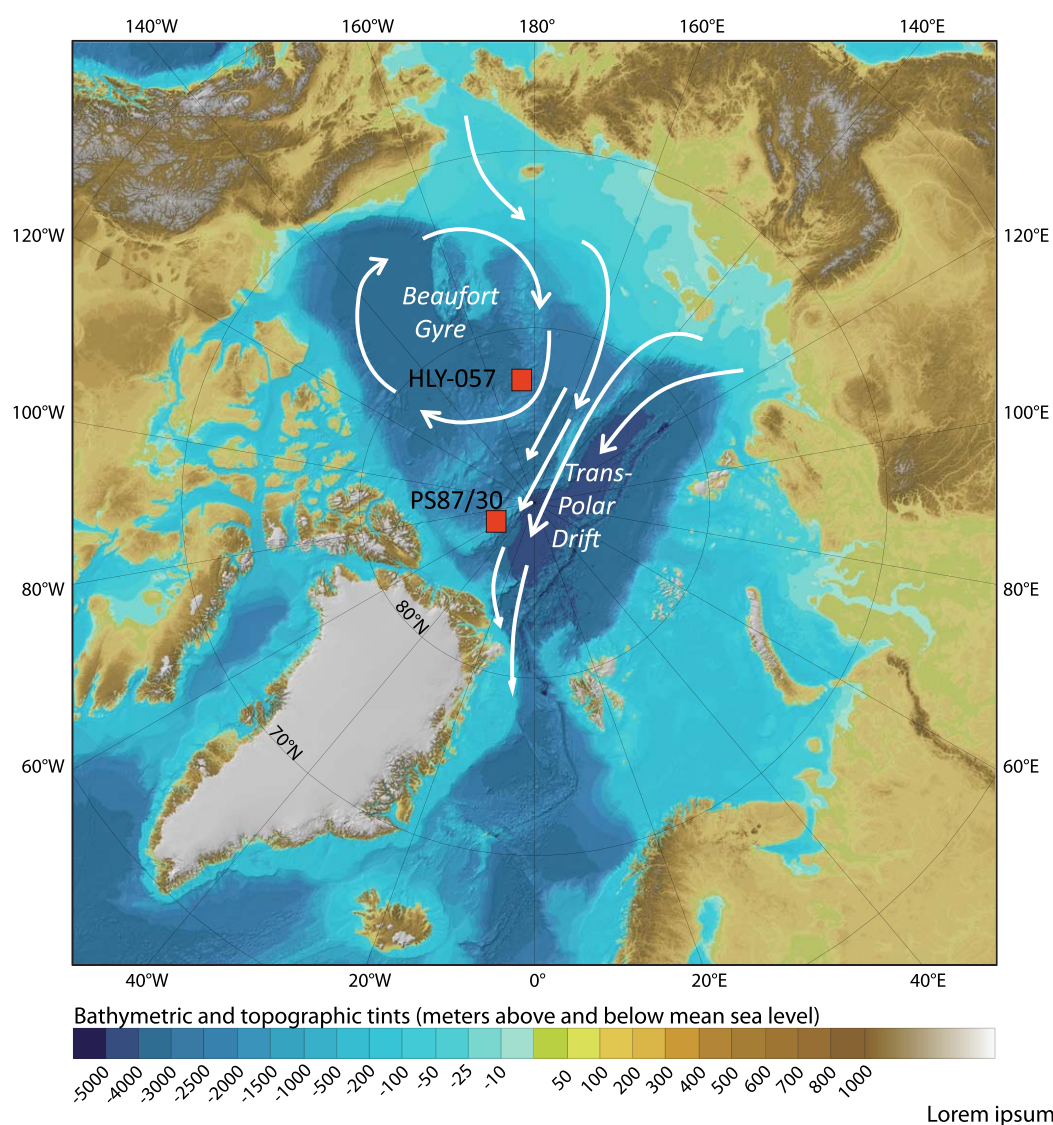 140°W 160°W 180° 160°E 140°E
120°W
120°E
Beaufort
Gyre
HLY-057
100°W
100°E
Trans-
Polar
Drift
PS87/30
80°W
80°E
80°N
70°N
60°W
60°E
40°W 20°W 0° 20°E 40°E
Bathymetric and topographic tints (meters above and below mean sea level)
-5000 -4000 -3000 -2500 -2000 -1500 -1000 -500 -200 -100 -50 -25 -10 50 100 200 300 400 500 600 700 800 1000
Lorem ipsum